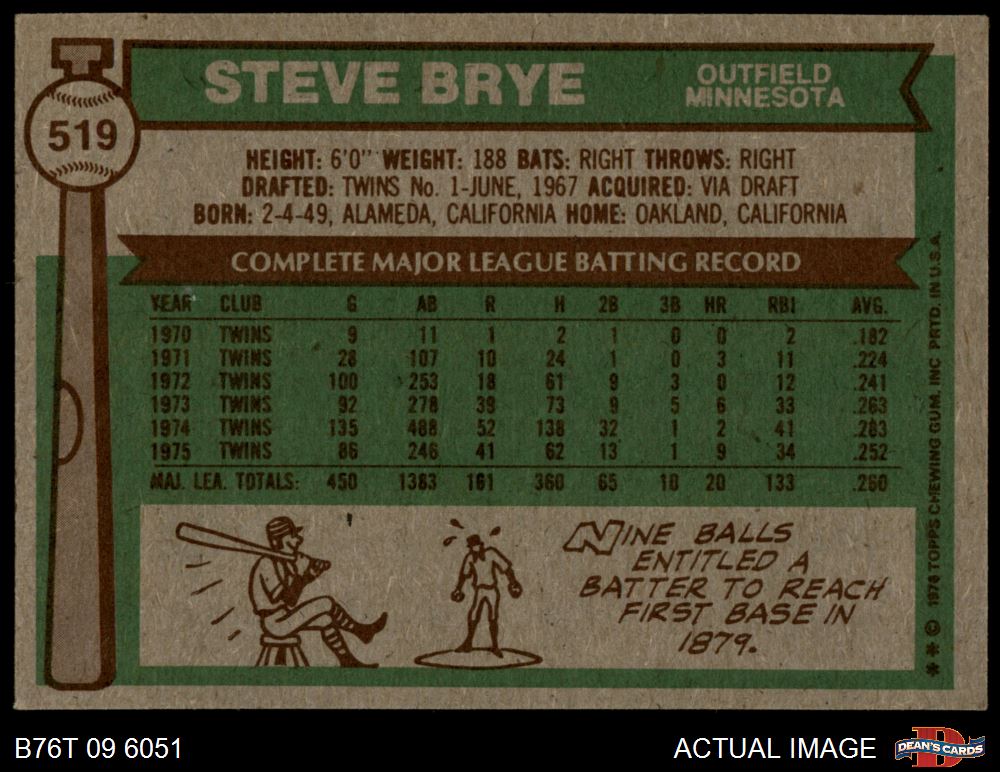 519
STEVE BRYE
OUTFIELD
MINNESOTA
HEIGHT: 6'0" WEIGHT: 188 BATS: RIGHT THROWS: RIGHT
DRAFTED: TWINS No. 1-JUNE, 1967 ACQUIRED: VIA DRAFT
BORN: 2-4-49, ALAMEDA, CALIFORNIA HOME: OAKLAND, CALIFORNIA
COMPLETE MAJOR LEAGUE BATTING RECORD
YEAR CLUB G AB R H 2B 3B HR RBI AVG.
1970 TWINS 9 11 1 2 1 0 0 2 .182
1971 TWINS 28 107 10 24 1 0 3 11 .224
1972 TWINS 100 253 18 61 9 3 0 12 .241
1973 TWINS 92 278 39 73 9 5 6 33 .263
1974 TWINS 135 488 52 138 32 1 2 41 .283
1975 TWINS 86 246 41 62 13 1 9 34 .252
MAJ. LEA. TOTALS: 450 1383 161 360 65 10 20 133 .260
NINE BALLS
ENTITLED A
BATTER TO REACH
FIRST BASE IN
1879.
* * © 1976 TOPPS CHEWING GUM, INC PRTD. IN U.S.A.
B76T 09 6051
ACTUAL IMAGE
D
DEAN'S CARDS